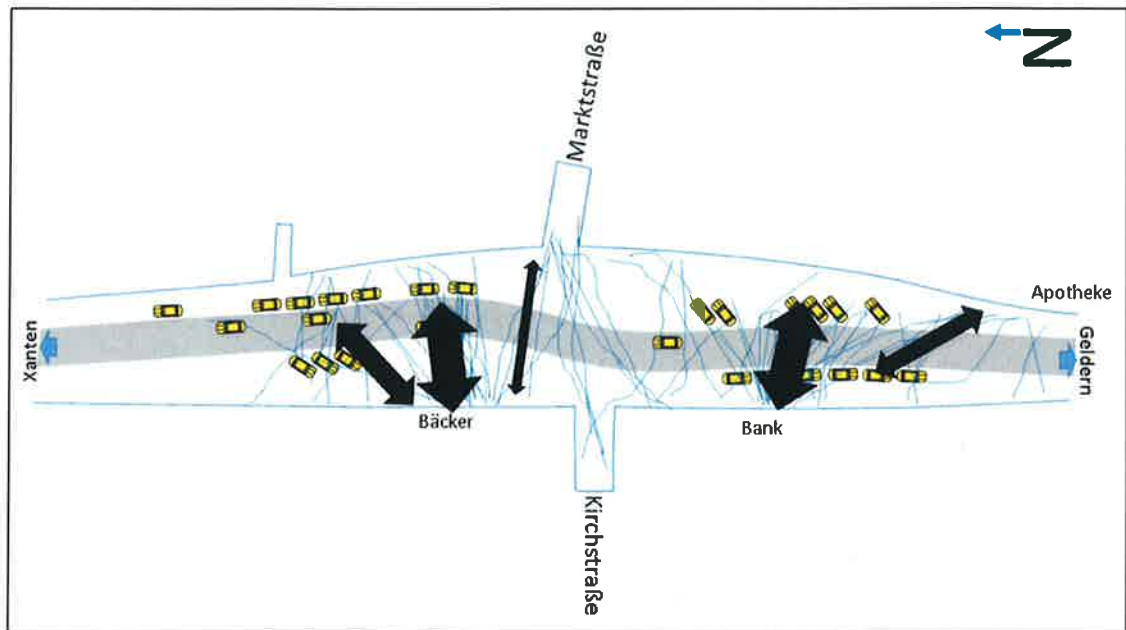 N
Marktstraße
Apotheke
Xanten
Geldern
Bäcker
Bank
Kirchstraße